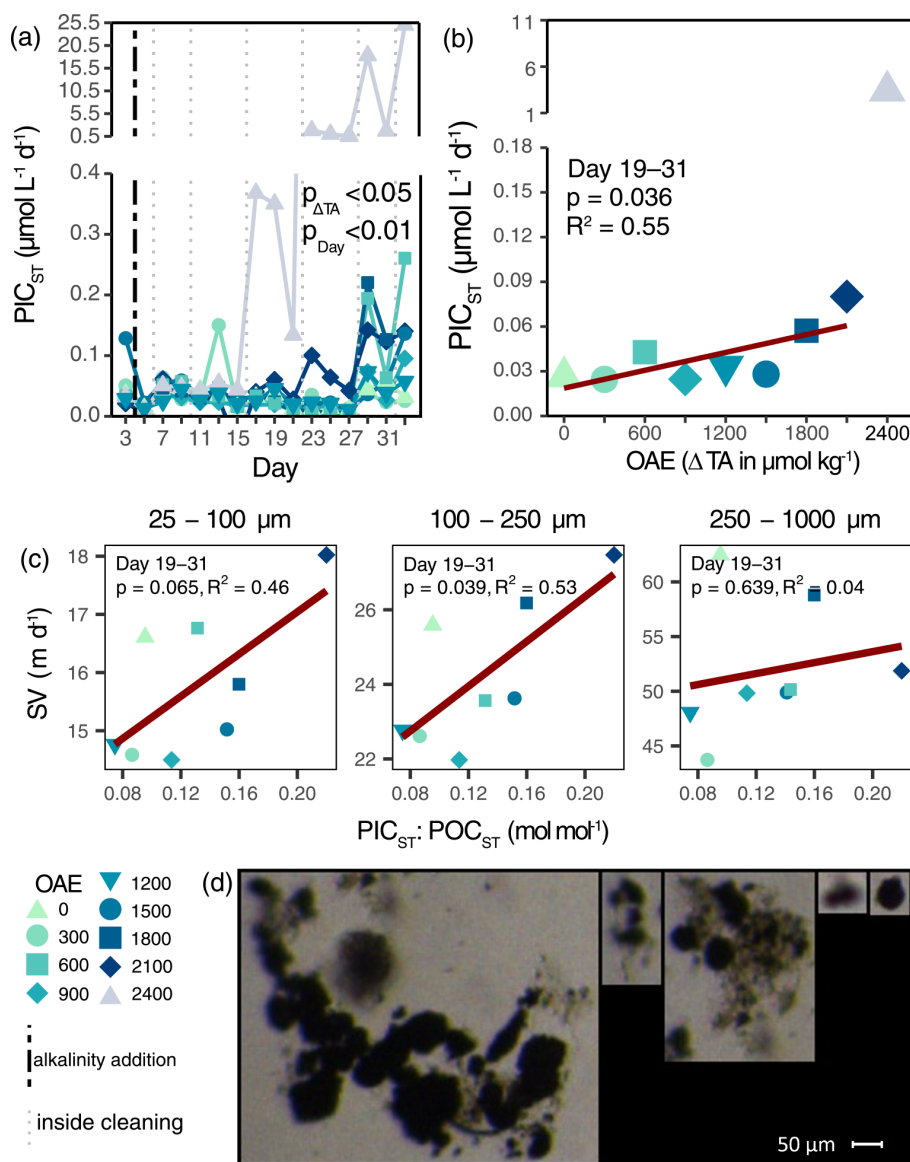 (a)
25.5
20.5
15.5
10.5
5.5
0.5
0.4
0.3
0.2
0.1
0.0
PIC_ST (µmol L⁻¹ d⁻¹)
p_ΔTA <0.05
p_Day <0.01
3 7 11 15 19 23 27 31
Day
(b)
11
6
1
0.18
0.15
0.12
0.09
0.06
0.03
0.00
PIC_ST (µmol L⁻¹ d⁻¹)
Day 19–31
p = 0.036
R² = 0.55
0 600 1200 1800 2400
OAE (Δ TA in µmol kg⁻¹)
(c)
25 – 100 µm
100 – 250 µm
250 – 1000 µm
SV (m d⁻¹)
Day 19–31
p = 0.065, R² = 0.46
18
17
16
15
0.08 0.12 0.16 0.20
Day 19–31
p = 0.039, R² = 0.53
26
24
22
0.08 0.12 0.16 0.20
Day 19–31
p = 0.639, R² = 0.04
60
55
50
45
0.08 0.12 0.16 0.20
PIC_ST: POC_ST (mol mol⁻¹)
OAE
0
300
600
900
1200
1500
1800
2100
2400
alkalinity addition
inside cleaning
(d)
50 µm